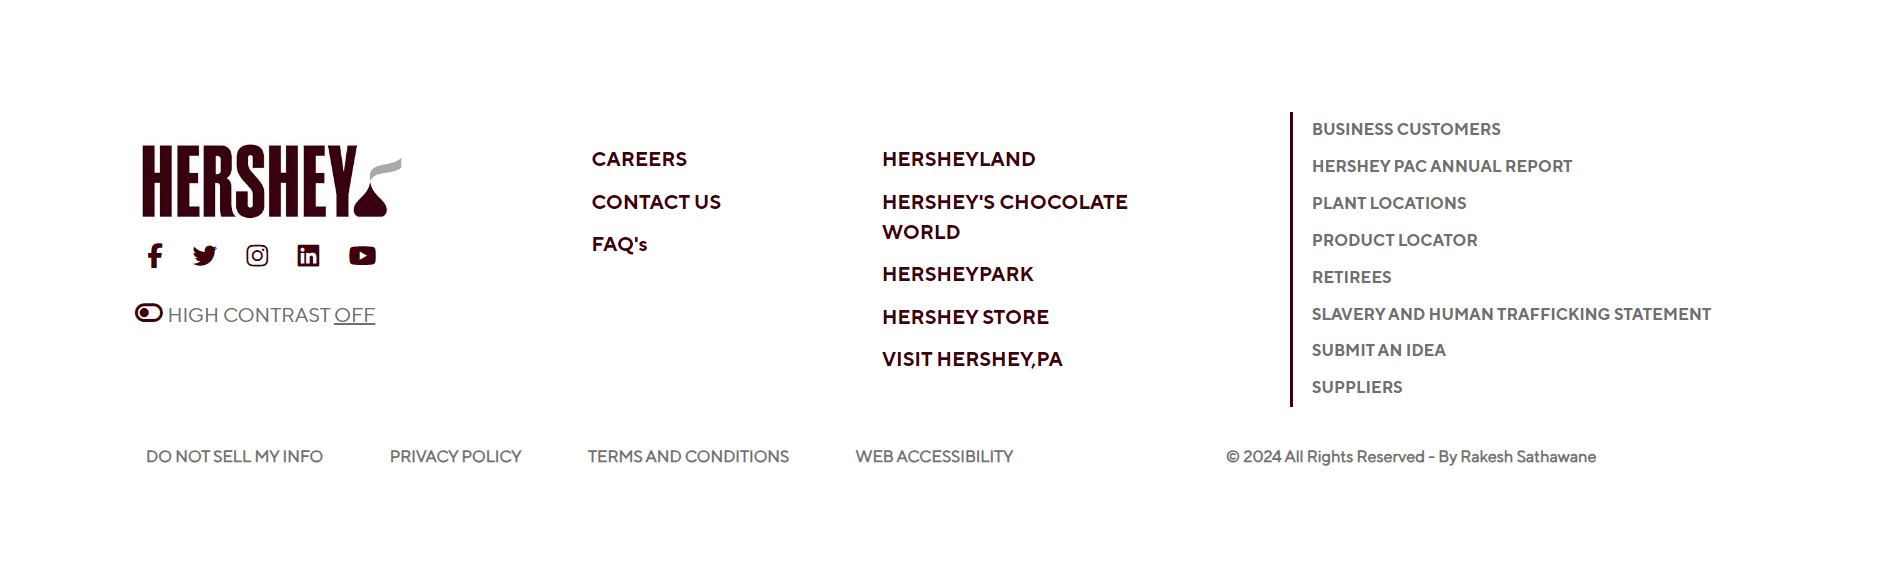 HERSHEY
HIGH CONTRAST OFF
CAREERS
CONTACT US
FAQ's
HERSHEYLAND
HERSHEY'S CHOCOLATE
WORLD
HERSHEYPARK
HERSHEY STORE
VISIT HERSHEY,PA
BUSINESS CUSTOMERS
HERSHEY PAC ANNUAL REPORT
PLANT LOCATIONS
PRODUCT LOCATOR
RETIREES
SLAVERY AND HUMAN TRAFFICKING STATEMENT
SUBMIT AN IDEA
SUPPLIERS
DO NOT SELL MY INFO
PRIVACY POLICY
TERMS AND CONDITIONS
WEB ACCESSIBILITY
© 2024 All Rights Reserved - By Rakesh Sathawane